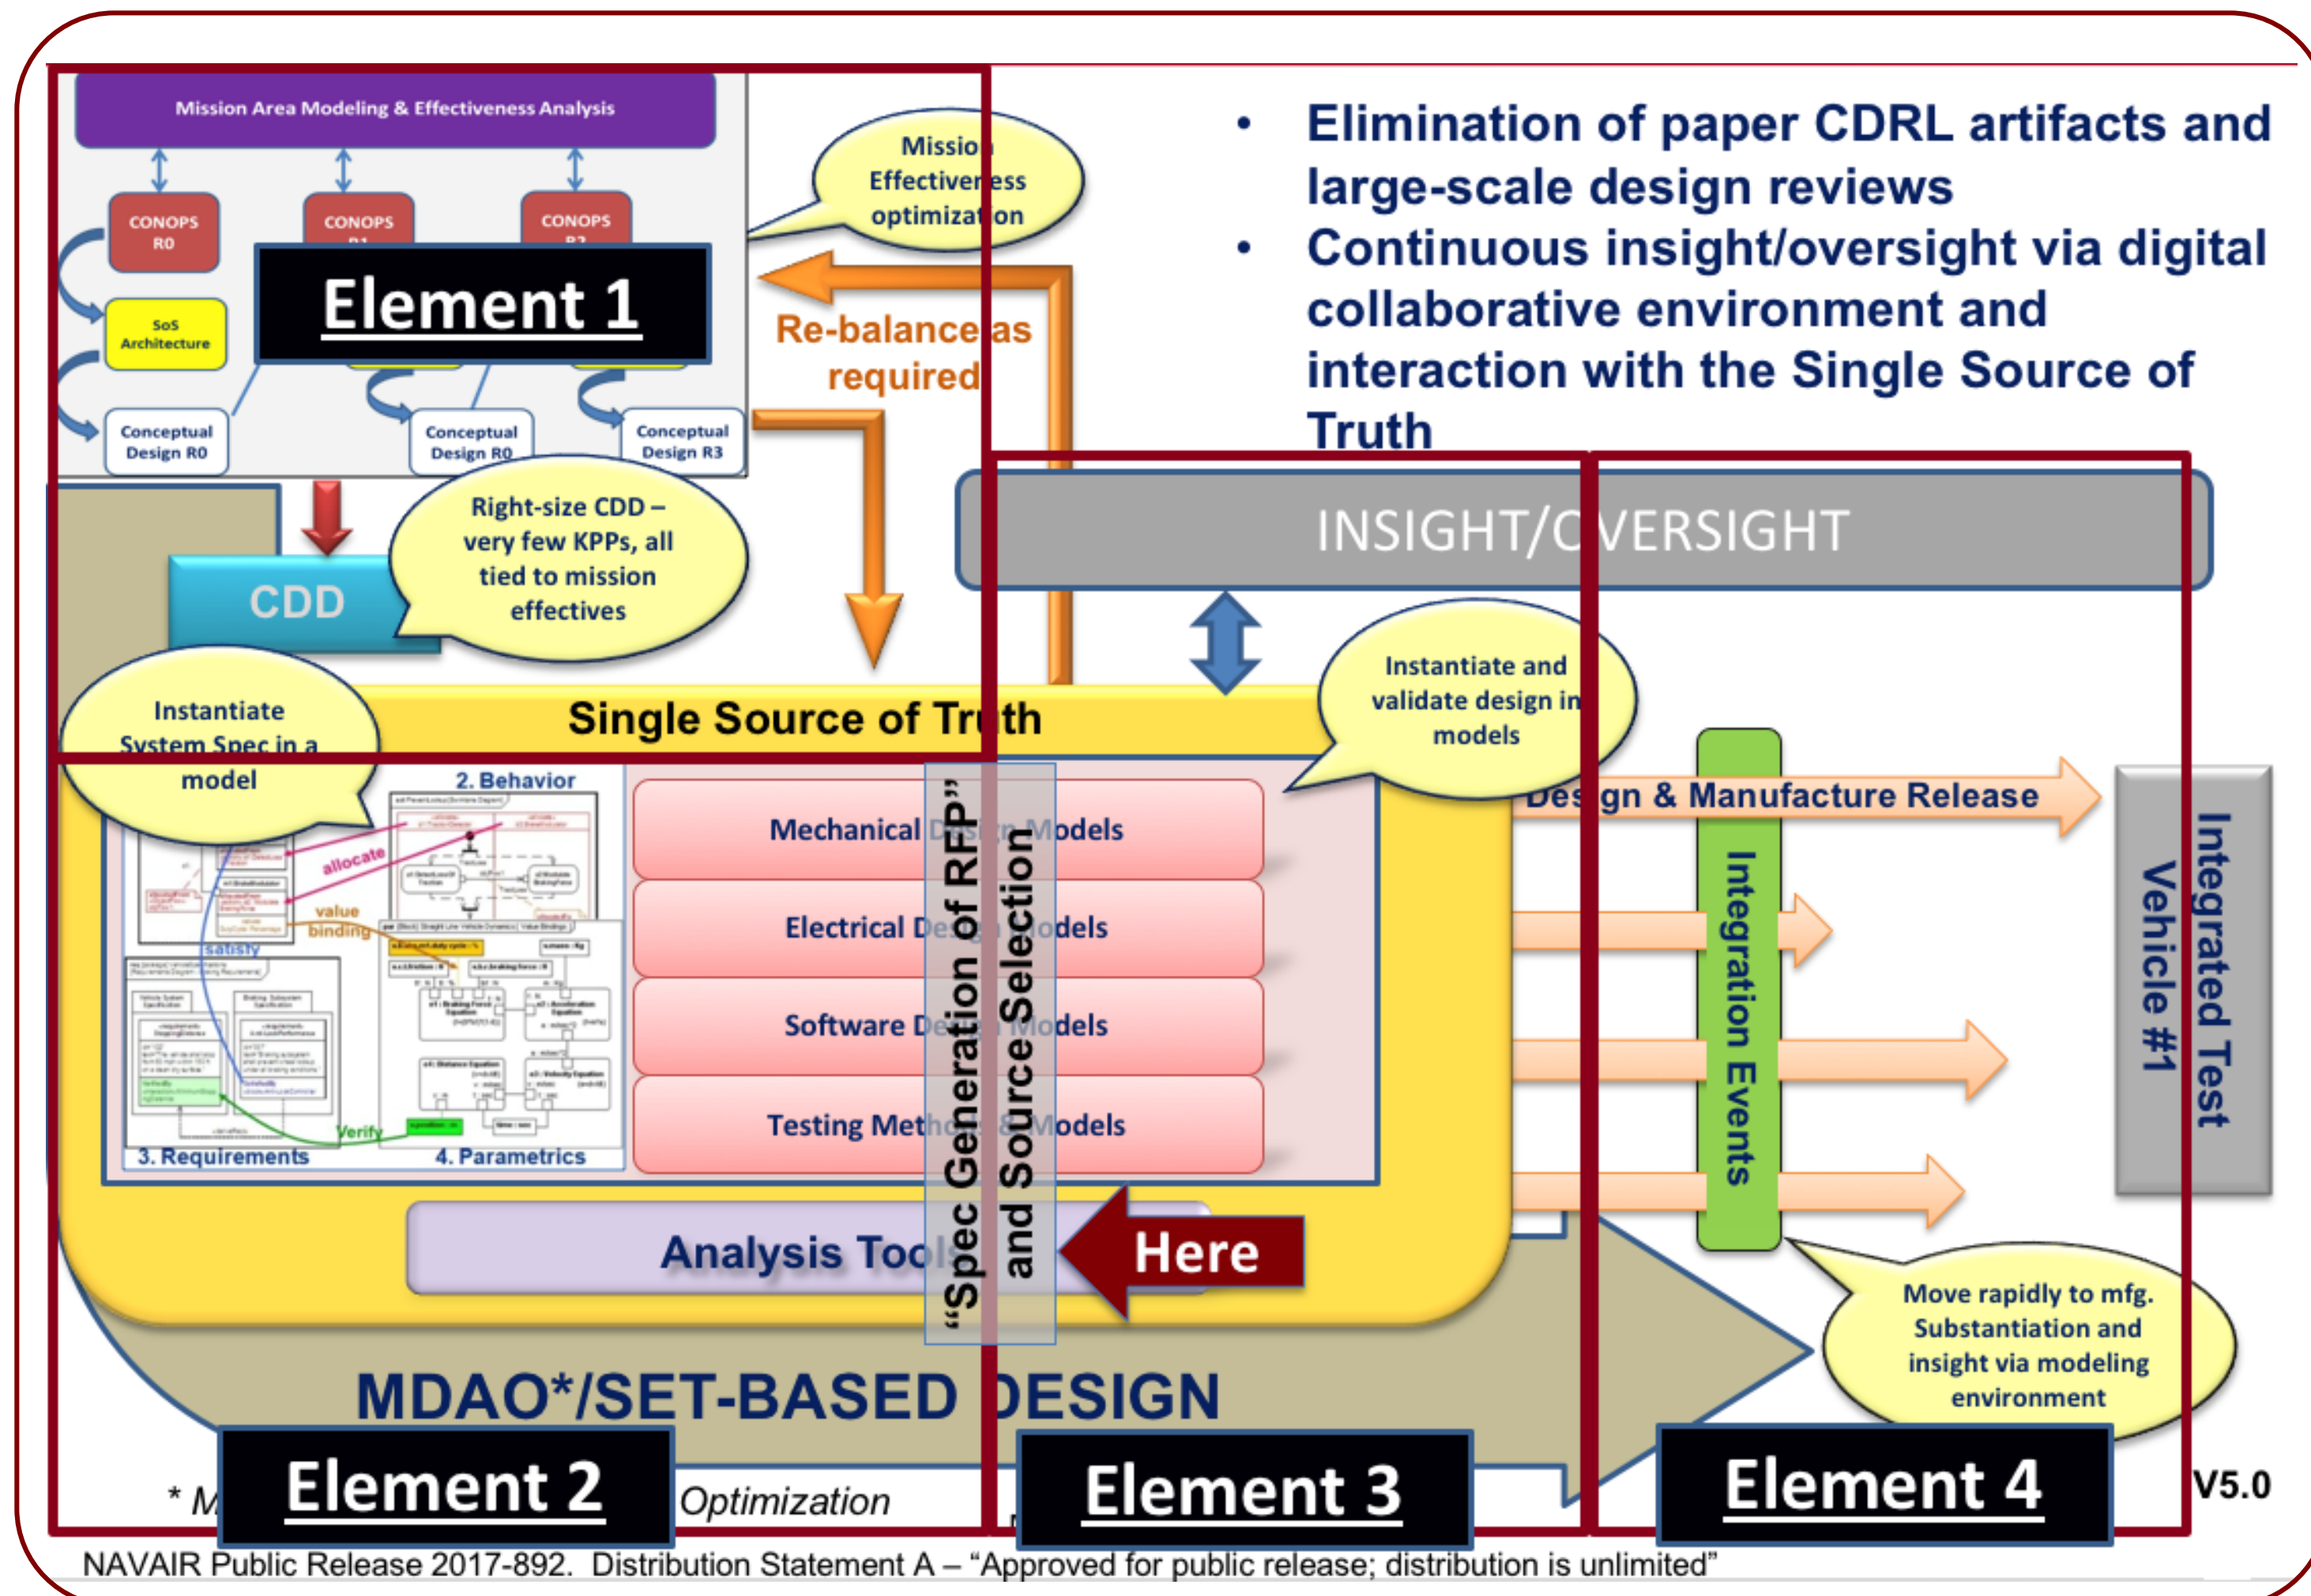 Mission Area Modeling & Effectiveness Analysis
CONOPS
R0
CONOPS
R1
CONOPS
R2
Element 1
SoS
Architecture
Conceptual
Design R0
Conceptual
Design R0
Conceptual
Design R3
Mission
Effectiveness
optimization
Re-balance as
required
• Elimination of paper CDRL artifacts and
large-scale design reviews
• Continuous insight/oversight via digital
collaborative environment and
interaction with the Single Source of
Truth
CDD
Right-size CDD –
very few KPPs, all
tied to mission
effectives
INSIGHT/OVERSIGHT
Instantiate
System Spec in a
model
Single Source of Truth
Instantiate and
validate design in
models
2. Behavior
allocate
value
binding
satisfy
Verify
3. Requirements
4. Parametrics
Mechanical Design Models
Electrical Design Models
Software Design Models
Testing Methods & Models
“Spec Generation of RFP”
and Source Selection
Analysis Tools
Here
Design & Manufacture Release
Integration Events
Integrated Test
Vehicle #1
Move rapidly to mfg.
Substantiation and
insight via modeling
environment
MDAO*/SET-BASED DESIGN
Element 2
Element 3
Element 4
* M
Optimization
V5.0
NAVAIR Public Release 2017-892. Distribution Statement A – “Approved for public release; distribution is unlimited”